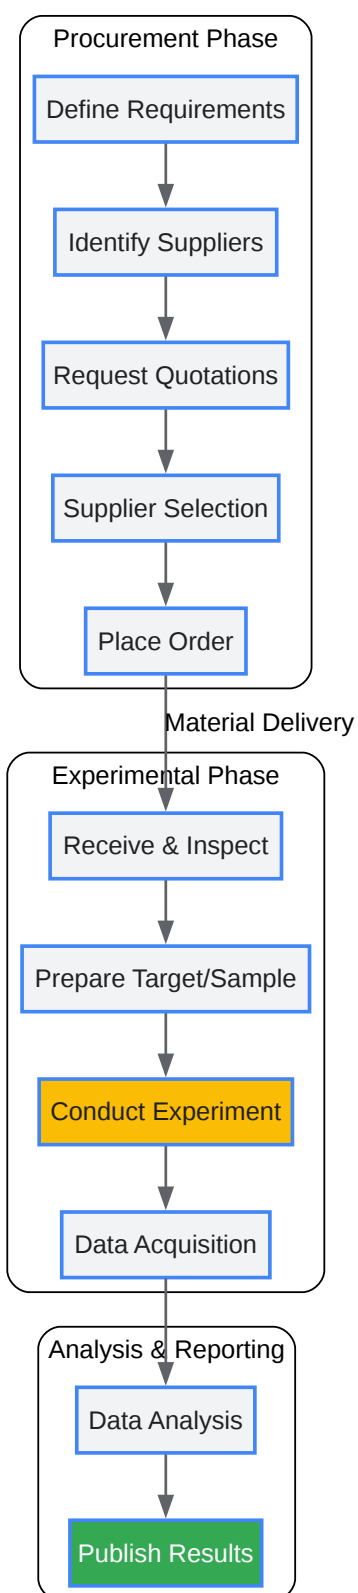 Procurement Phase
Define Requirements
Identify Suppliers
Request Quotations
Supplier Selection
Place Order
Material Delivery
Experimental Phase
Receive & Inspect
Prepare Target/Sample
Conduct Experiment
Data Acquisition
Analysis & Reporting
Data Analysis
Publish Results